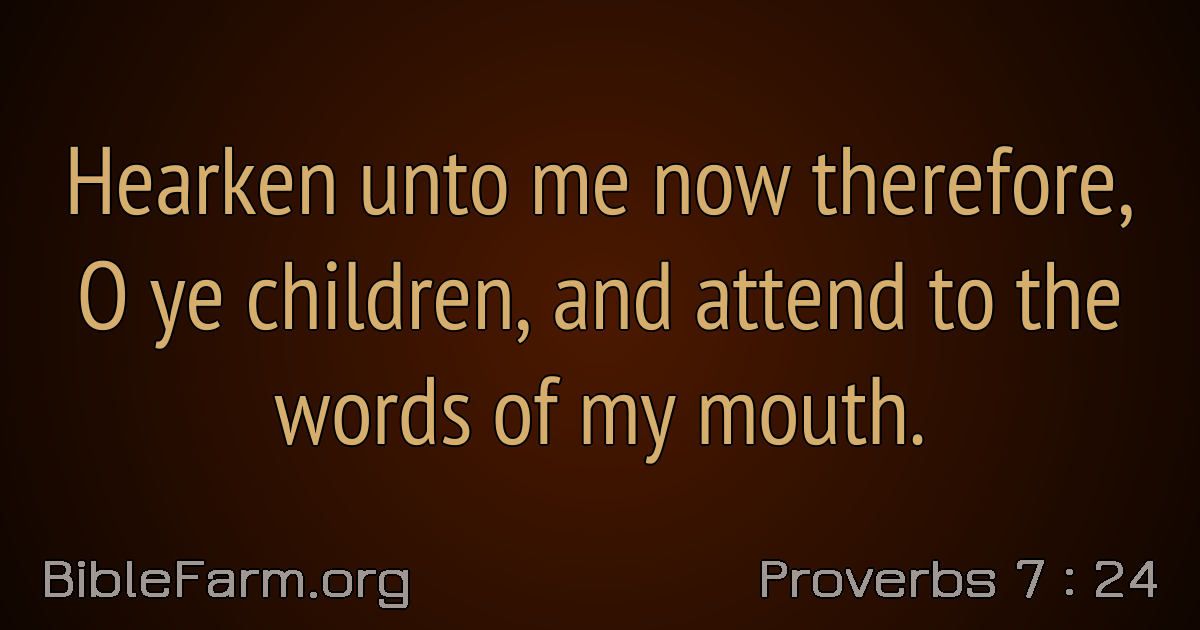 Hearken unto me now therefore,
O ye children, and attend to the
words of my mouth.
BibleFarm.org
Proverbs 7 : 24